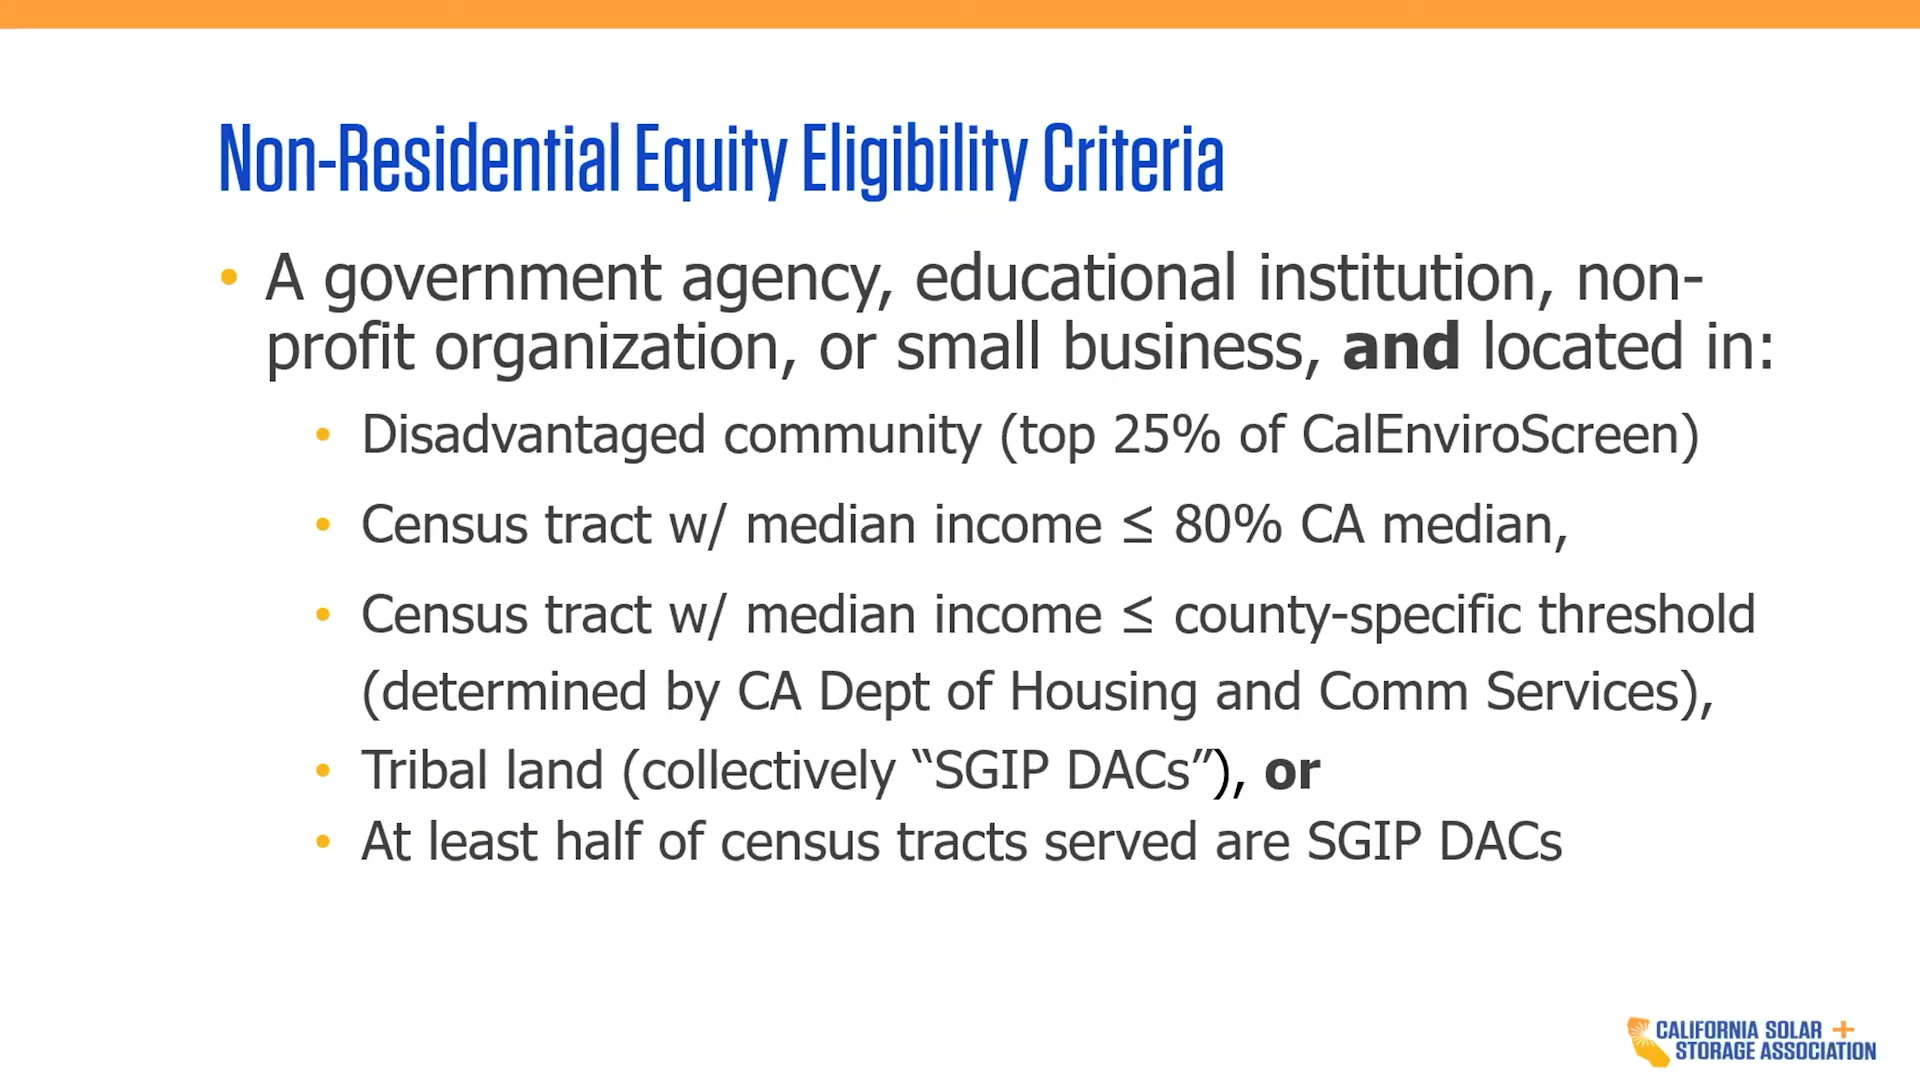 Non-Residential Equity Eligibility Criteria
• A government agency, educational institution, non-
profit organization, or small business, and located in:
• Disadvantaged community (top 25% of CalEnviroScreen)
• Census tract w/ median income ≤ 80% CA median,
• Census tract w/ median income ≤ county-specific threshold
(determined by CA Dept of Housing and Comm Services),
• Tribal land (collectively “SGIP DACs”), or
• At least half of census tracts served are SGIP DACs
CALIFORNIA SOLAR +
STORAGE ASSOCIATION